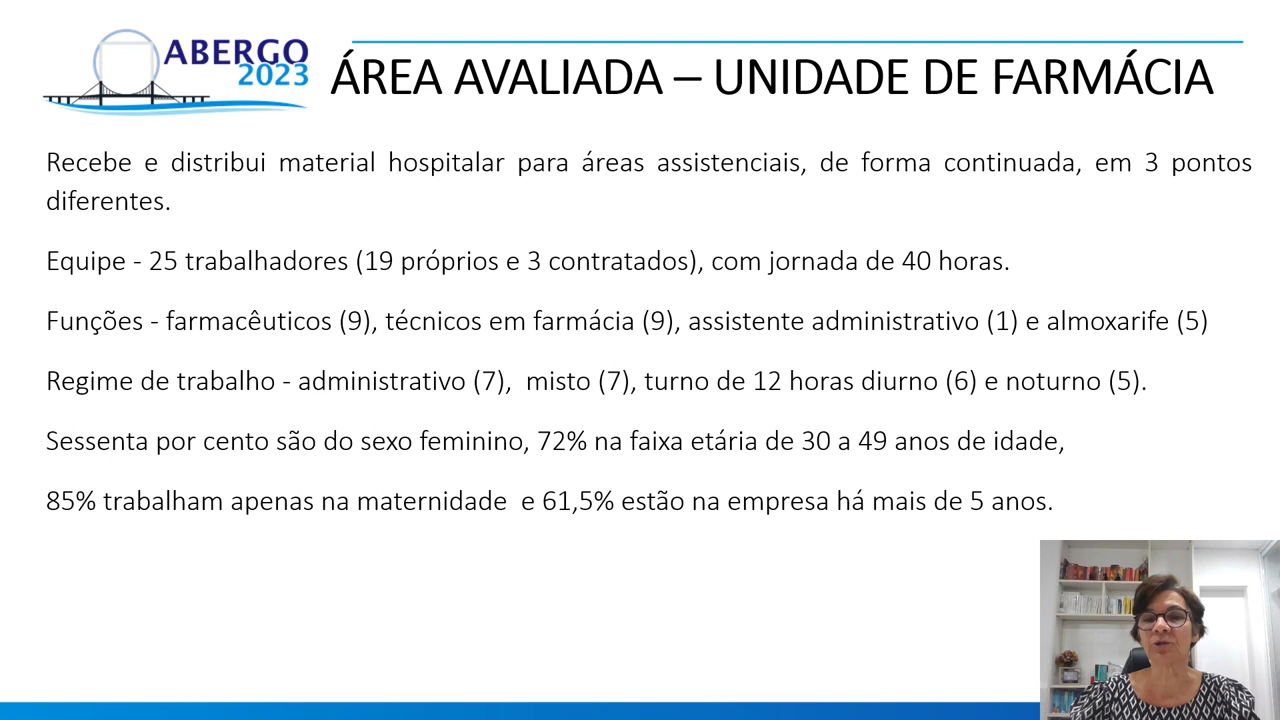 ABERGO
2023
ÁREA AVALIADA – UNIDADE DE FARMÁCIA
Recebe e distribui material hospitalar para áreas assistenciais, de forma continuada, em 3 pontos
diferentes.
Equipe - 25 trabalhadores (19 próprios e 3 contratados), com jornada de 40 horas.
Funções - farmacêuticos (9), técnicos em farmácia (9), assistente administrativo (1) e almoxarife (5)
Regime de trabalho - administrativo (7),  misto (7), turno de 12 horas diurno (6) e noturno (5).
Sessenta por cento são do sexo feminino, 72% na faixa etária de 30 a 49 anos de idade,
85% trabalham apenas na maternidade  e 61,5% estão na empresa há mais de 5 anos.